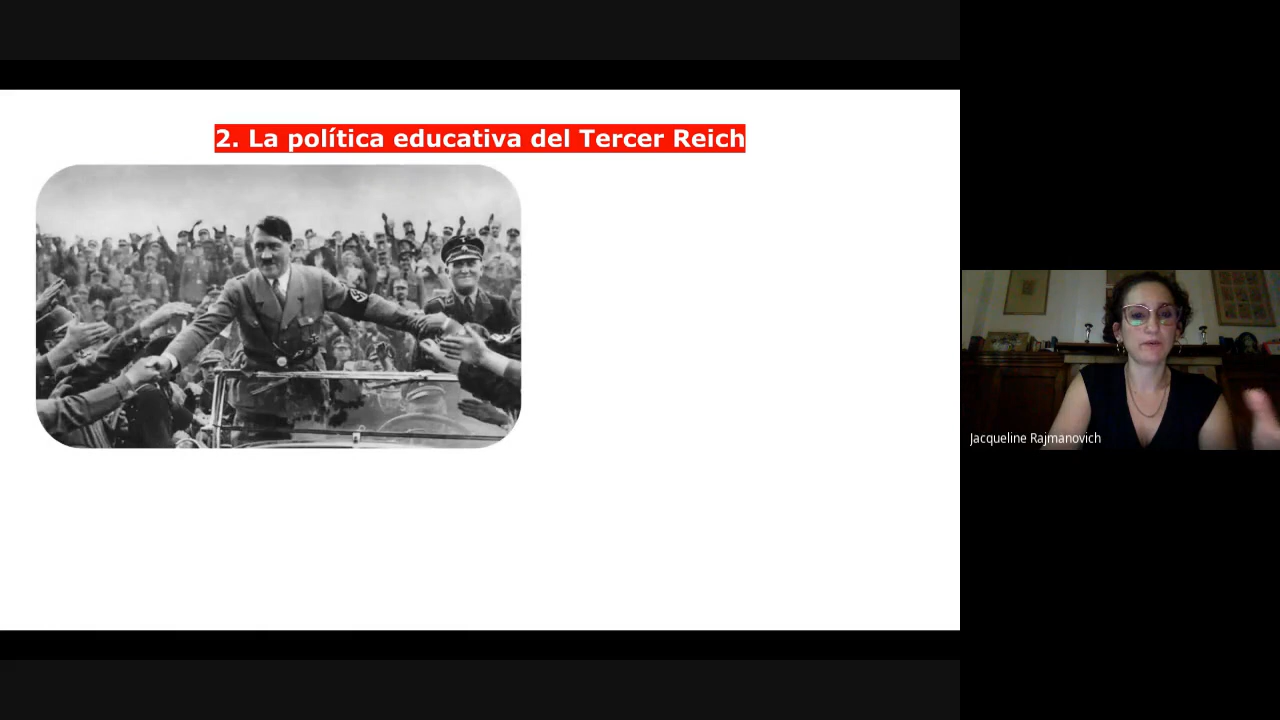 2. La política educativa del Tercer Reich
Jacqueline Rajmanovich